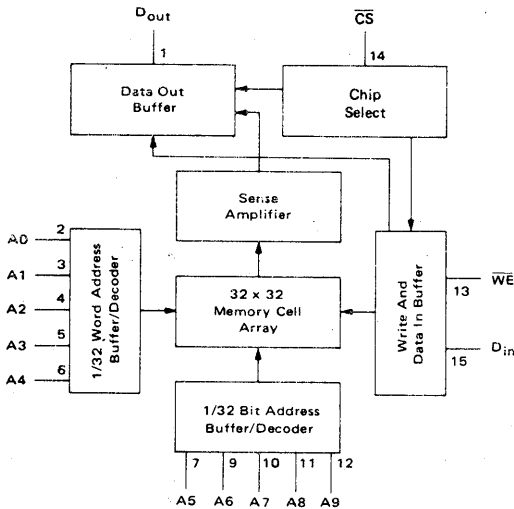 Dout
C̅S̅
1
14
Data Out
Buffer
Chip
Select
Sense
Amplifier
A0
2
A1
3
A2
4
A3
5
A4
6
1/32 Word Address
Buffer/Decoder
32 x 32
Memory Cell
Array
Write And
Data In Buffer
13
W̅E̅
15
Din
1/32 Bit Address
Buffer/Decoder
7
9
10
11
12
A5
A6
A7
A8
A9